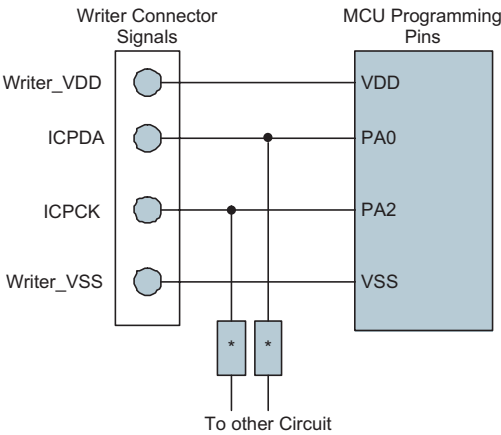 Writer Connector
Signals
MCU Programming
Pins
Writer_VDD
VDD
ICPDA
PA0
ICPCK
PA2
Writer_VSS
VSS
* *
To other Circuit